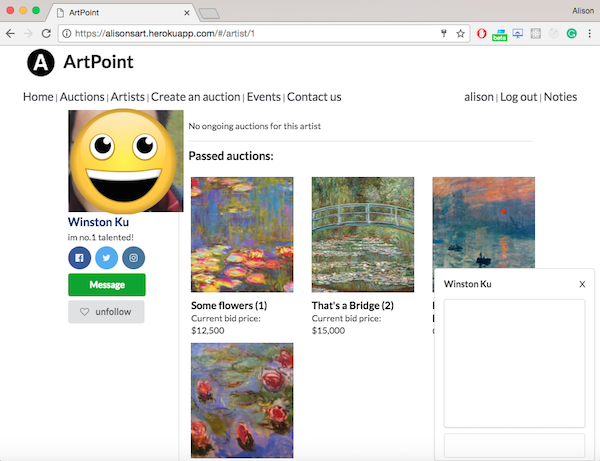 Alison
ArtPoint
https://alisonsart.herokuapp.com/#/artist/1
beta
A ArtPoint
Home | Auctions | Artists | Create an auction | Events | Contact us
alison | Log out | Noties
No ongoing auctions for this artist
Passed auctions:
Winston Ku
im no.1 talented!
Message
unfollow
Some flowers (1)
Current bid price:
$12,500
That's a Bridge (2)
Current bid price:
$15,000
Winston Ku X